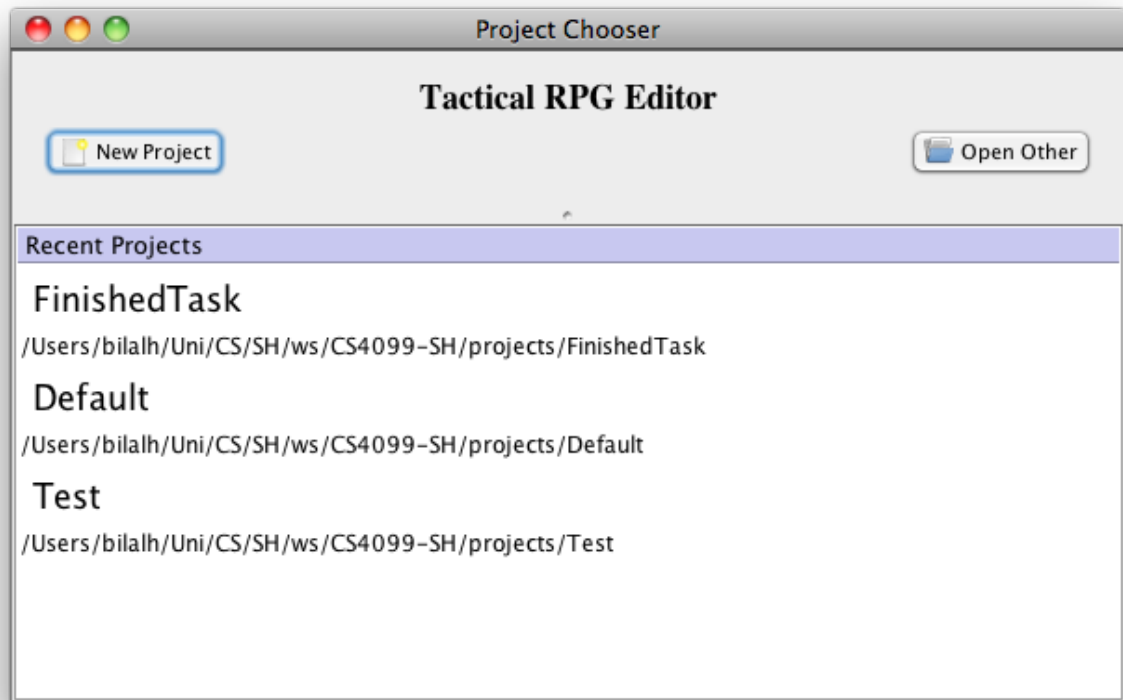 Project Chooser
Tactical RPG Editor
New Project
Open Other
Recent Projects
FinishedTask
/Users/bilalh/Uni/CS/SH/ws/CS4099-SH/projects/FinishedTask
Default
/Users/bilalh/Uni/CS/SH/ws/CS4099-SH/projects/Default
Test
/Users/bilalh/Uni/CS/SH/ws/CS4099-SH/projects/Test